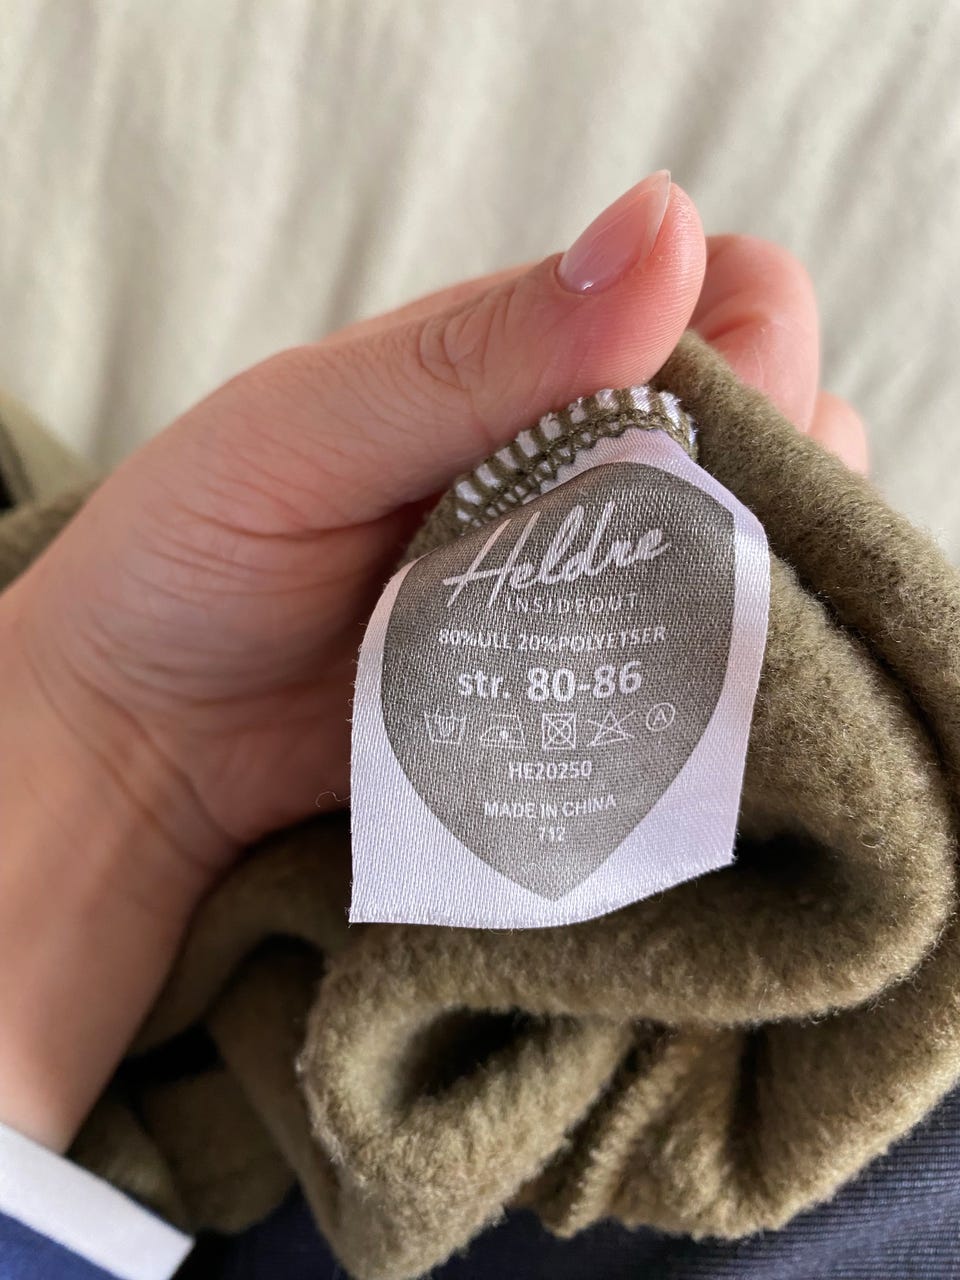 Heldre
INSIDEOUT
80%ULL 20%POLYETSER
str. 80-86
A
HE20250
MADE IN CHINA
712